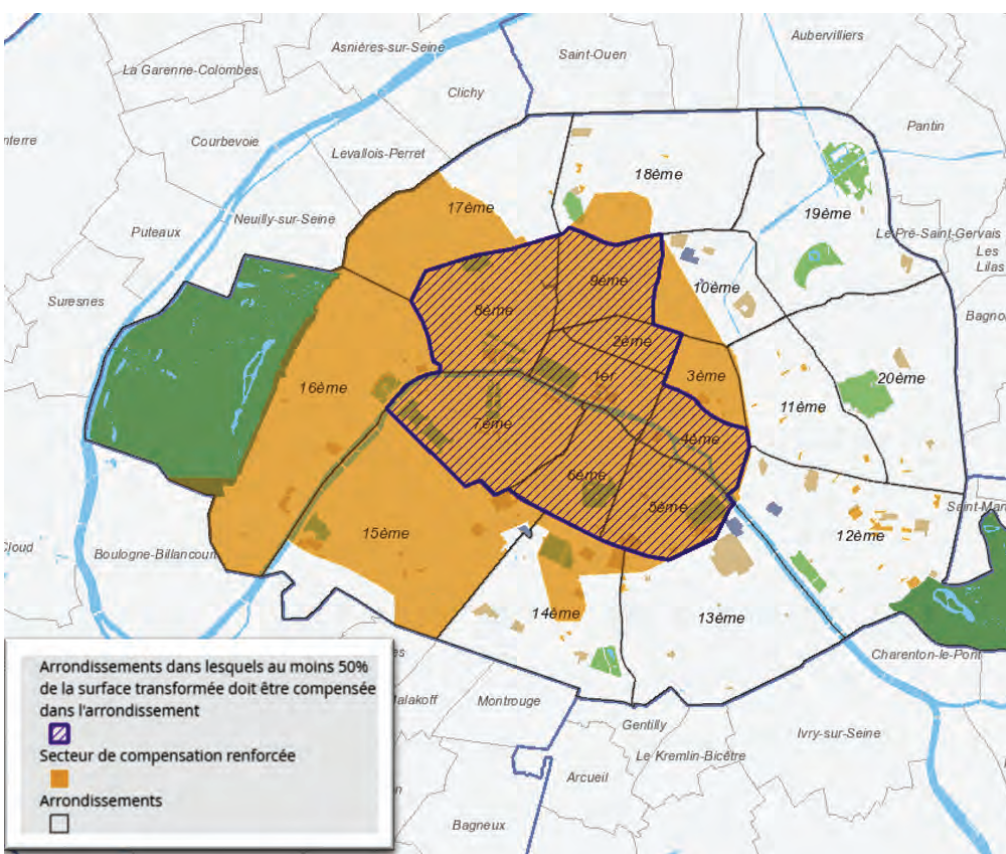 Asnières-sur-Seine
Aubervilliers
Saint-Ouen
La Garenne-Colombes
Clichy
Pantin
nterre
Courbevoie
Levallois-Perret
18ème
17ème
19ème
Neuilly-sur-Seine
Puteaux
Le Pré-Saint-Gervais
Les
Lilas
Suresnes
9ème
10ème
8ème
Bagno
2ème
1er
3ème
20ème
16ème
11ème
7ème
4ème
6ème
5ème
Saint-Man
15ème
12ème
Cloud
Boulogne-Billancourt
14ème
13ème
Charenton-le-Pont
es
Malakoff
Montrouge
Gentilly
Ivry-sur-Seine
Le Kremlin-Bicêtre
Arcueil
on
Bagneux
Arrondissements dans lesquels au moins 50%
de la surface transformée doit être compensée
dans l'arrondissement
Secteur de compensation renforcée
Arrondissements